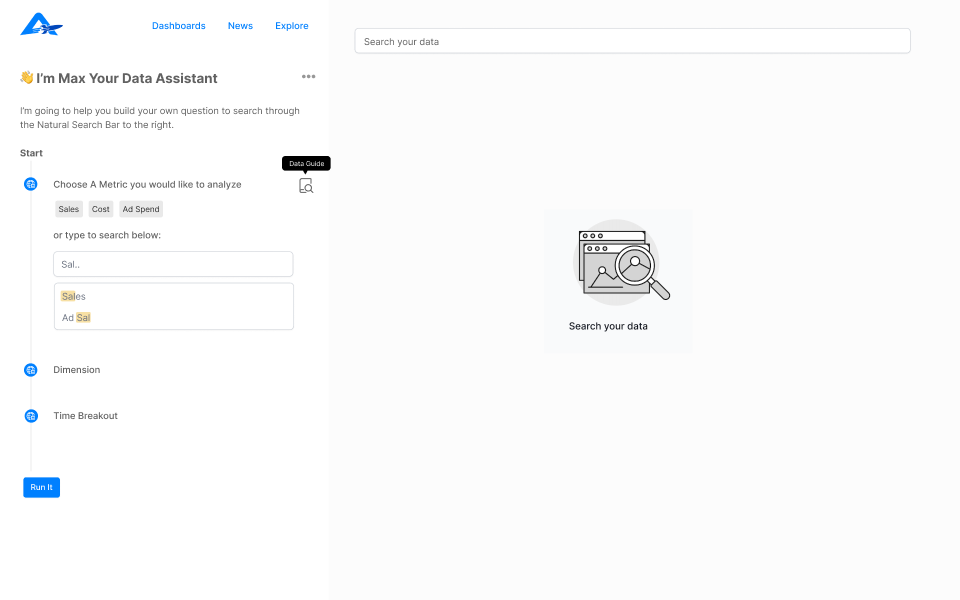 Dashboards
News
Explore
I'm Max Your Data Assistant
I'm going to help you build your own question to search through
the Natural Search Bar to the right.
Start
Data Guide
Choose A Metric you would like to analyze
Sales
Cost
Ad Spend
or type to search below:
Sal..
Sales
Ad Sal
Dimension
Time Breakout
Run It
Search your data
Search your data